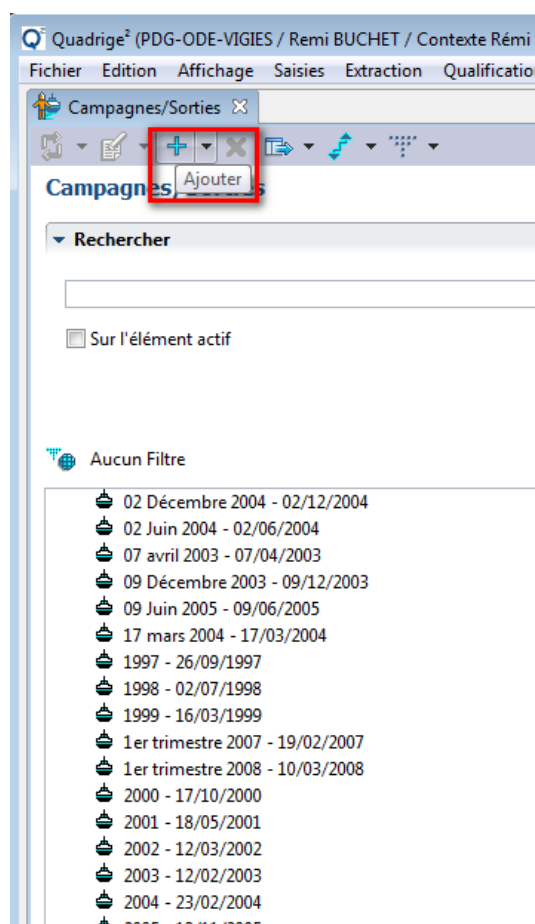 Quadrige² (PDG-ODE-VIGIES / Remi BUCHET / Contexte Rémi
Fichier Edition Affichage Saisies Extraction Qualificatio
Campagnes/Sorties
Ajouter
Campagnes/
Rechercher
Sur l'élément actif
Aucun Filtre
02 Décembre 2004 - 02/12/2004
02 Juin 2004 - 02/06/2004
07 avril 2003 - 07/04/2003
09 Décembre 2003 - 09/12/2003
09 Juin 2005 - 09/06/2005
17 mars 2004 - 17/03/2004
1997 - 26/09/1997
1998 - 02/07/1998
1999 - 16/03/1999
1er trimestre 2007 - 19/02/2007
1er trimestre 2008 - 10/03/2008
2000 - 17/10/2000
2001 - 18/05/2001
2002 - 12/03/2002
2003 - 12/02/2003
2004 - 23/02/2004